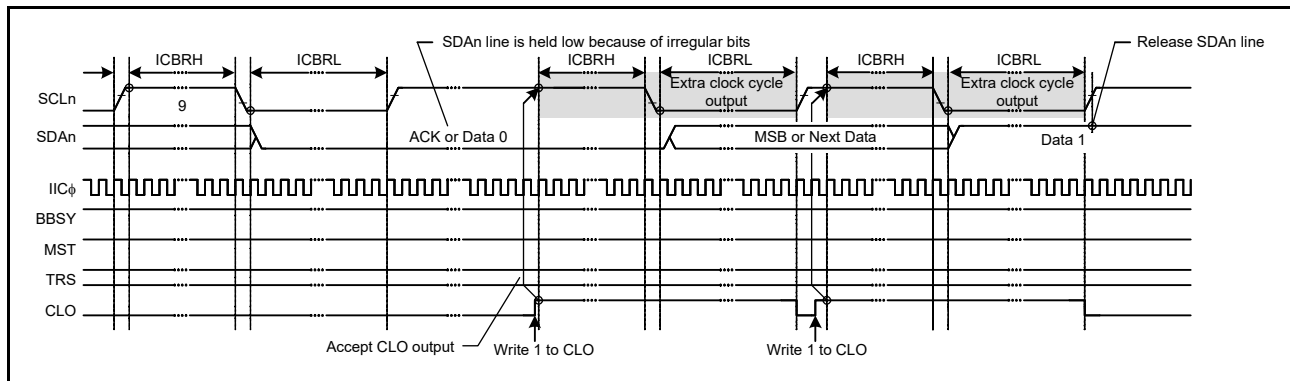 SDAn line is held low because of irregular bits
Release SDAn line
ICBRH
ICBRL
ICBRH
ICBRL
ICBRH
ICBRL
SCLn
9
Extra clock cycle
output
Extra clock cycle
output
SDAn
ACK or Data 0
MSB or Next Data
Data 1
IICϕ
BBSY
MST
TRS
CLO
Accept CLO output
Write 1 to CLO
Write 1 to CLO